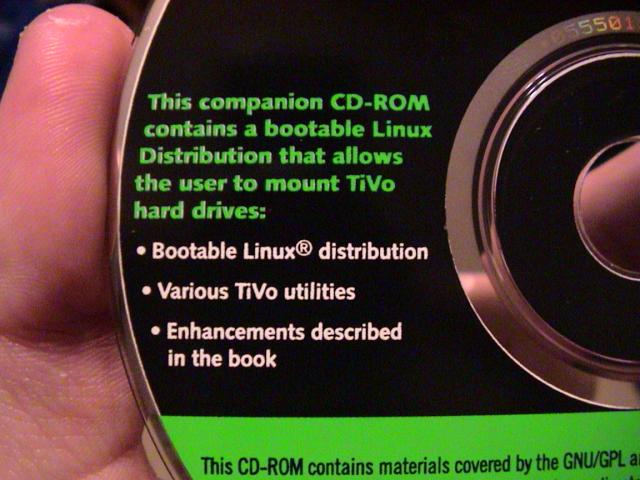 This companion CD-ROM
contains a bootable Linux
Distribution that allows
the user to mount TiVo
hard drives:
• Bootable Linux® distribution
• Various TiVo utilities
• Enhancements described
in the book
This CD-ROM contains materials covered by the GNU/GPL